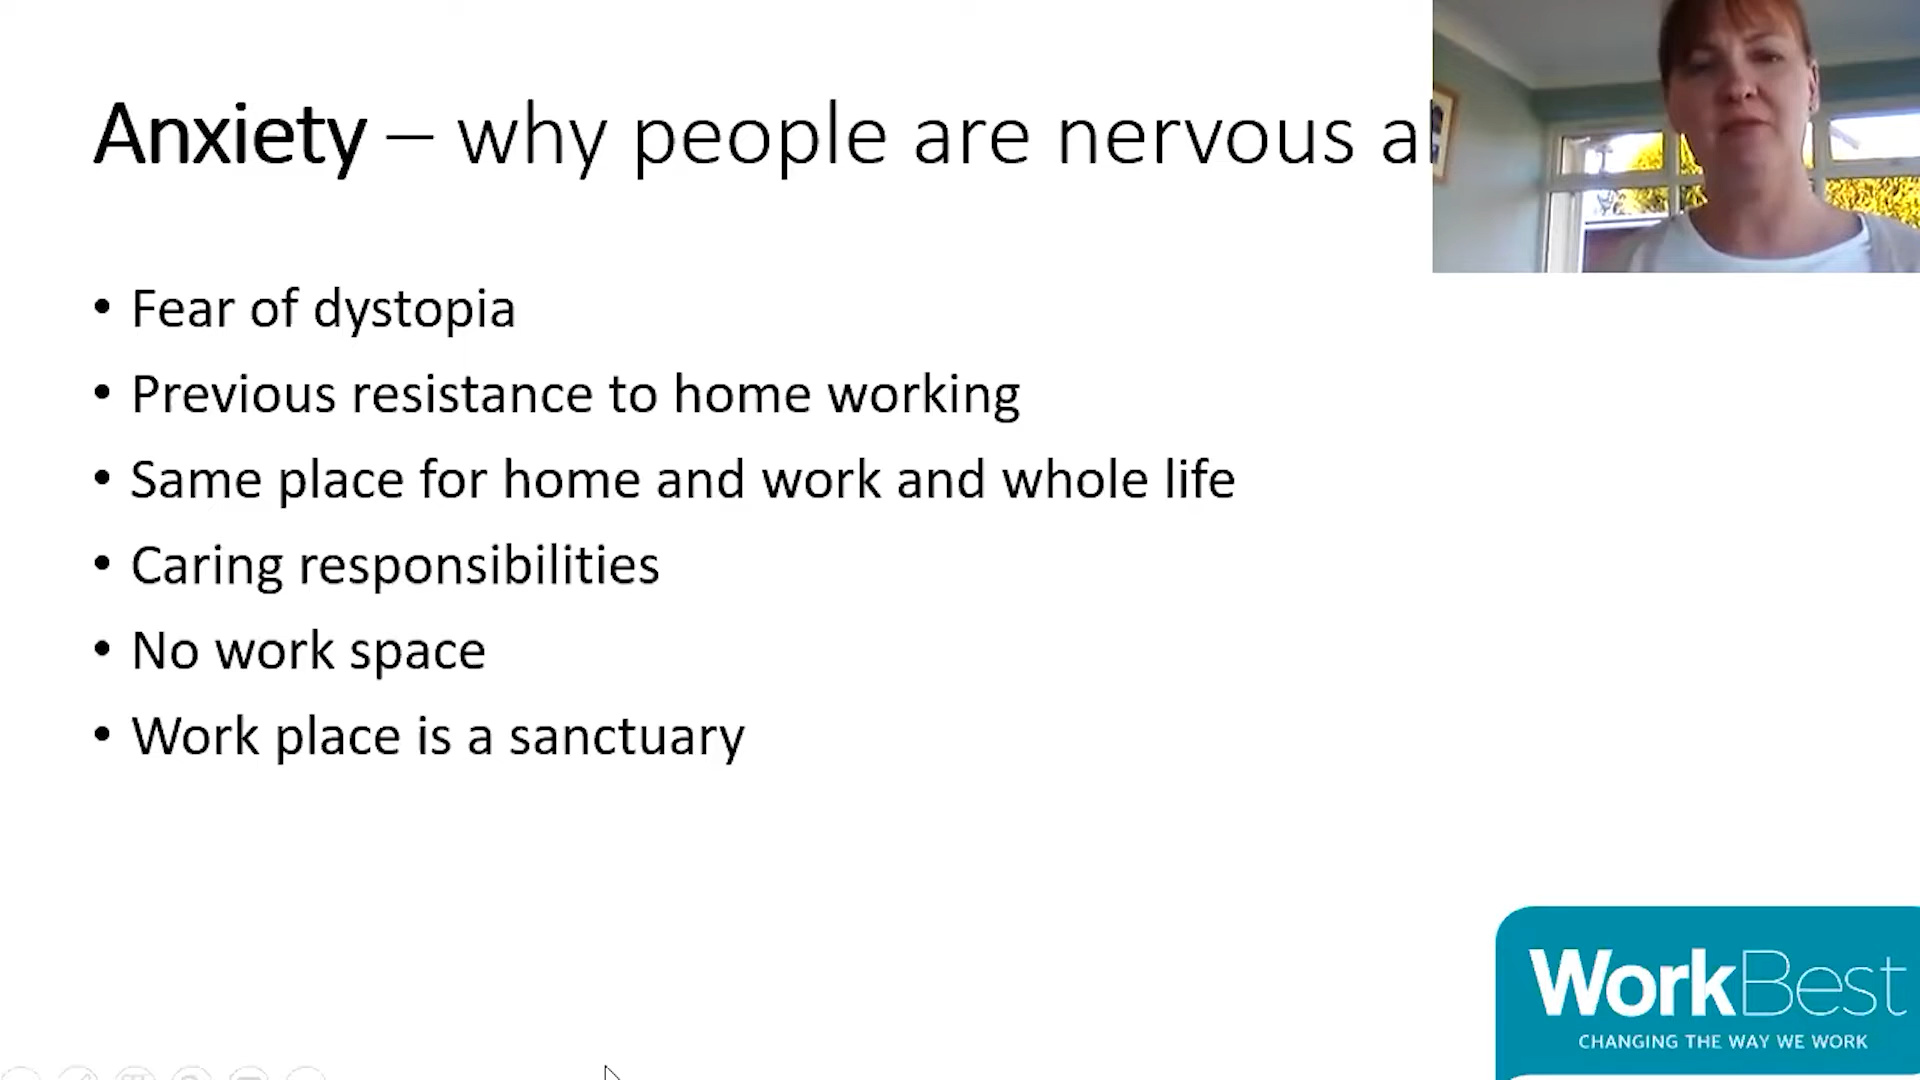 Anxiety – why people are nervous
• Fear of dystopia
• Previous resistance to home working
• Same place for home and work and whole life
• Caring responsibilities
• No work space
• Work place is a sanctuary
WorkBest
CHANGING THE WAY WE WORK